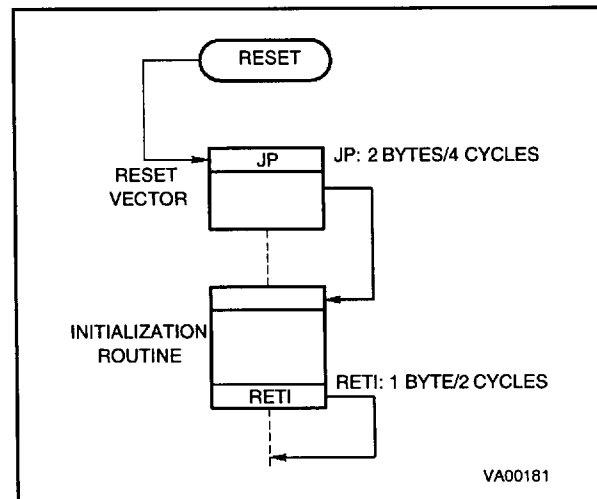 RESET
JP
JP: 2 BYTES/4 CYCLES
RESET
VECTOR
INITIALIZATION
ROUTINE
RETI: 1 BYTE/2 CYCLES
RETI
VA00181